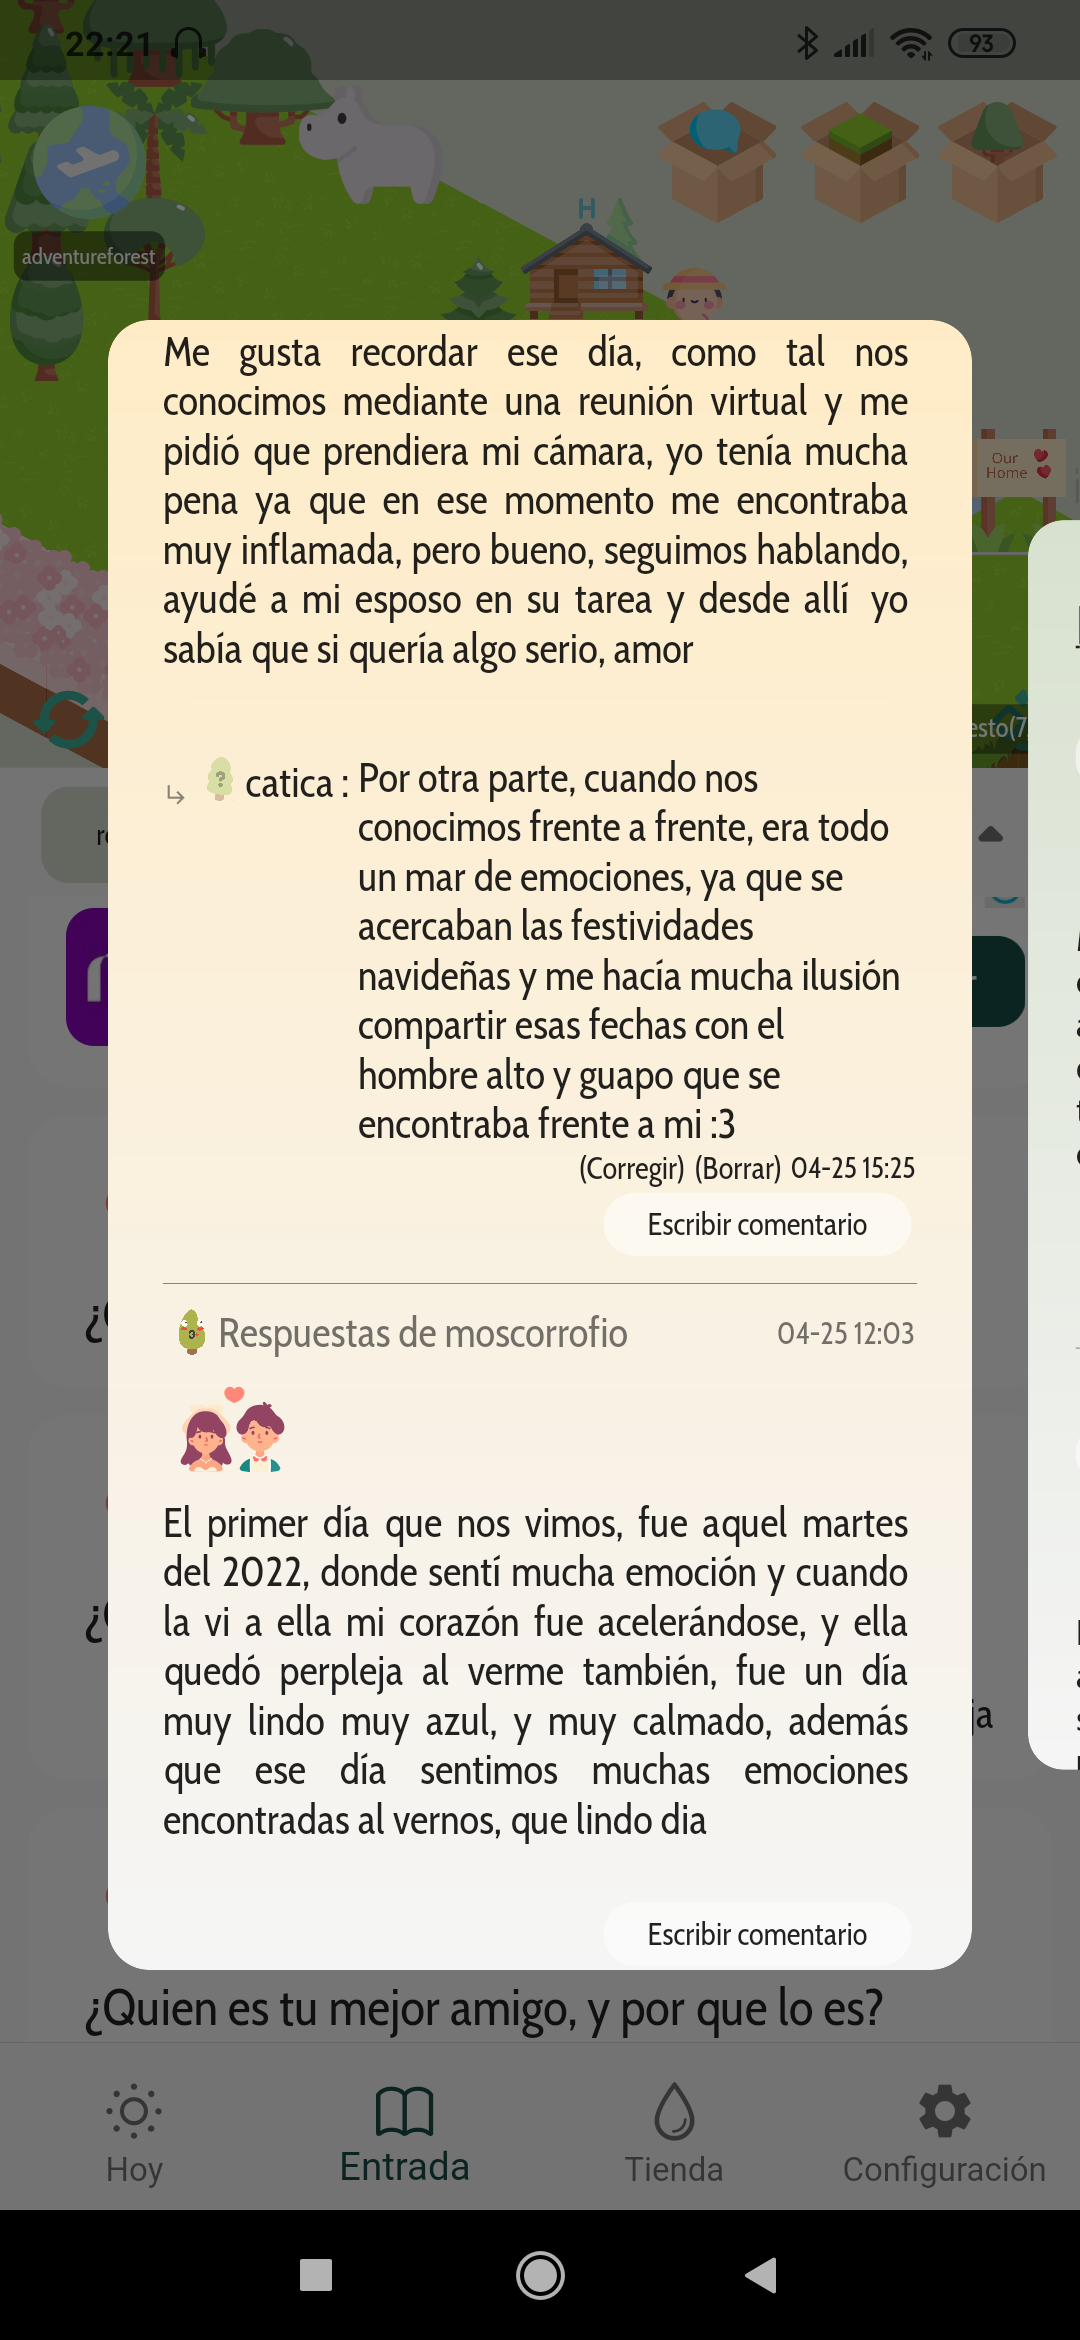 22:21
93
adventureforest
H
Our
Home
Me gusta recordar ese día, como tal nos
conocimos mediante una reunión virtual y me
pidió que prendiera mi cámara, yo tenía mucha
pena ya que en ese momento me encontraba
muy inflamada, pero bueno, seguimos hablando,
ayudé a mi esposo en su tarea y desde allí yo
sabía que si quería algo serio, amor
catica : Por otra parte, cuando nos
conocimos frente a frente, era todo
un mar de emociones, ya que se
acercaban las festividades
navideñas y me hacía mucha ilusión
compartir esas fechas con el
hombre alto y guapo que se
encontraba frente a mi :3
(Corregir) (Borrar) 04-25 15:25
Escribir comentario
Respuestas de moscorrofio 04-25 12:03
El primer día que nos vimos, fue aquel martes
del 2022, donde sentí mucha emoción y cuando
la vi a ella mi corazón fue acelerándose, y ella
quedó perpleja al verme también, fue un día
muy lindo muy azul, y muy calmado, además
que ese día sentimos muchas emociones
encontradas al vernos, que lindo dia
Escribir comentario
¿Quien es tu mejor amigo, y por que lo es?
Hoy
Entrada
Tienda
Configuración